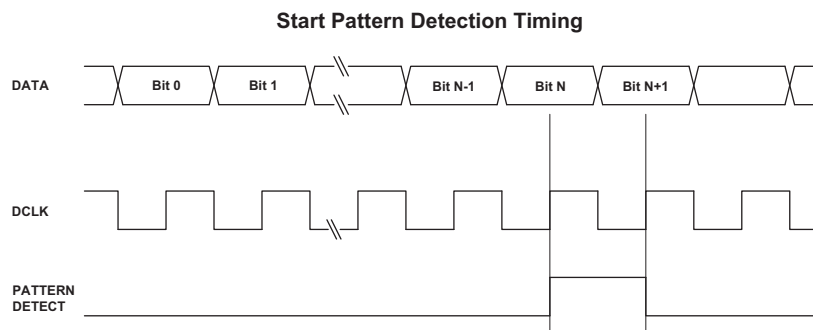 Start Pattern Detection Timing
DATA
Bit 0
Bit 1
Bit N-1
Bit N
Bit N+1
DCLK
PATTERN
DETECT